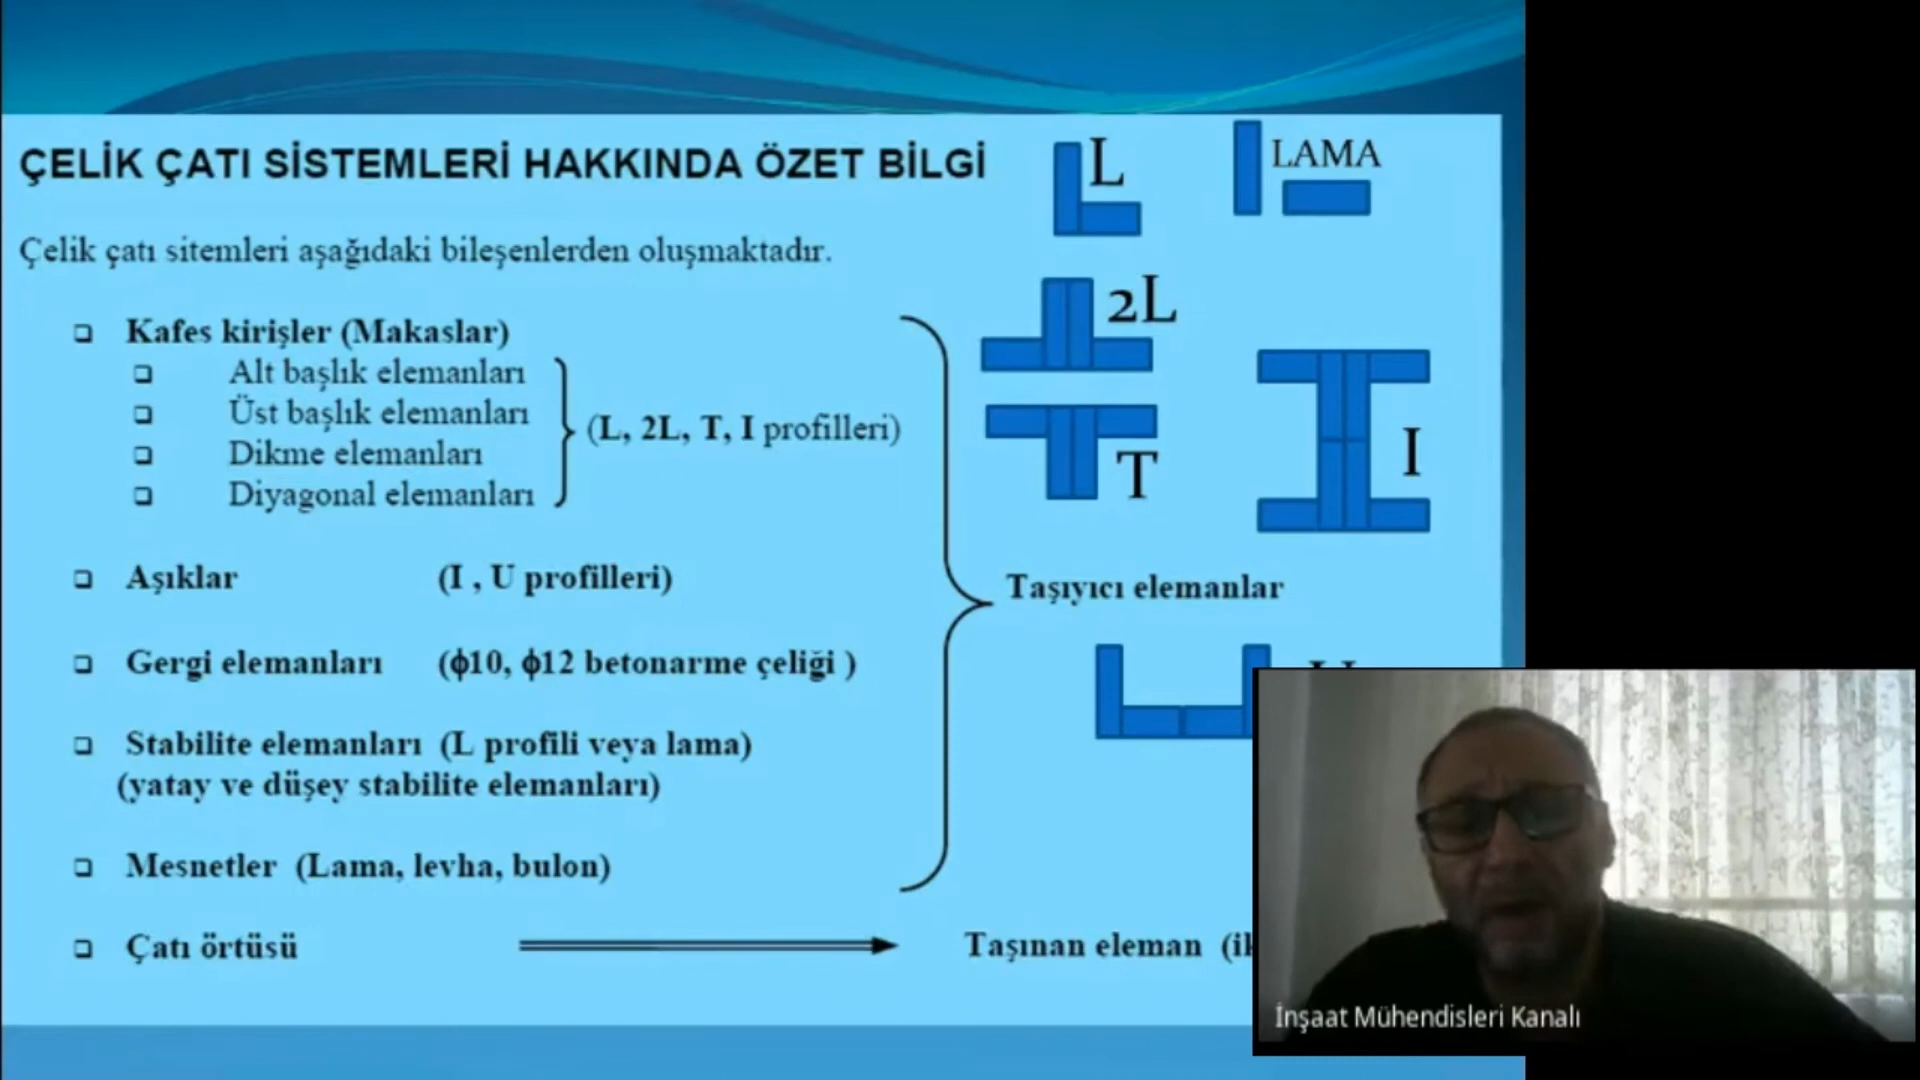 ÇELİK ÇATI SİSTEMLERİ HAKKINDA ÖZET BİLGİ
Çelik çatı sitemleri aşağıdaki bileşenlerden oluşmaktadır.
Kafes kirişler (Makaslar)
Alt başlık elemanları
Üst başlık elemanları
Dikme elemanları
Diyagonal elemanları
(L, 2L, T, I profilleri)
Aşıklar (I , U profilleri)
Gergi elemanları (ϕ10, ϕ12 betonarme çeliği )
Stabilite elemanları (L profili veya lama)
(yatay ve düşey stabilite elemanları)
Mesnetler (Lama, levha, bulon)
Çatı örtüsü
Taşıyıcı elemanlar
Taşınan eleman
L
LAMA
2L
T
I
İnşaat Mühendisleri Kanalı